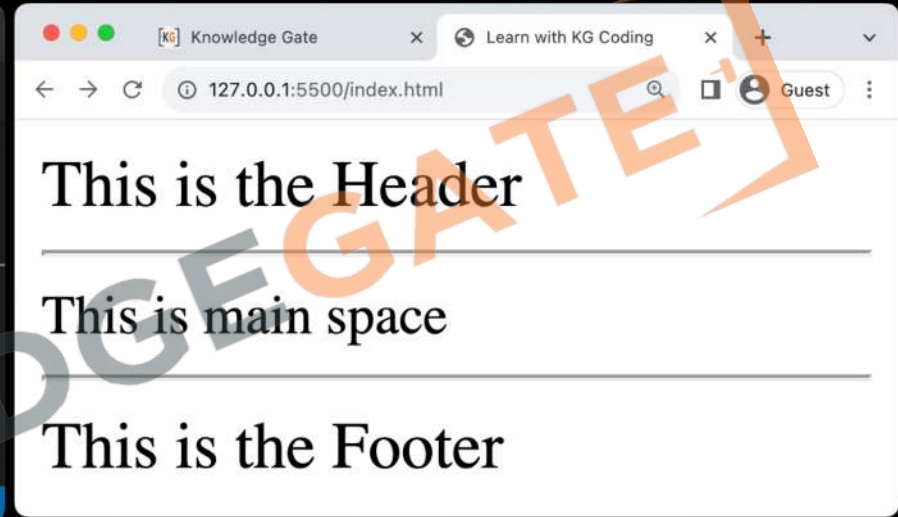 [KG] Knowledge Gate
Learn with KG Coding
127.0.0.1:5500/index.html
Guest
This is the Header
This is main space
This is the Footer
DGEGATE